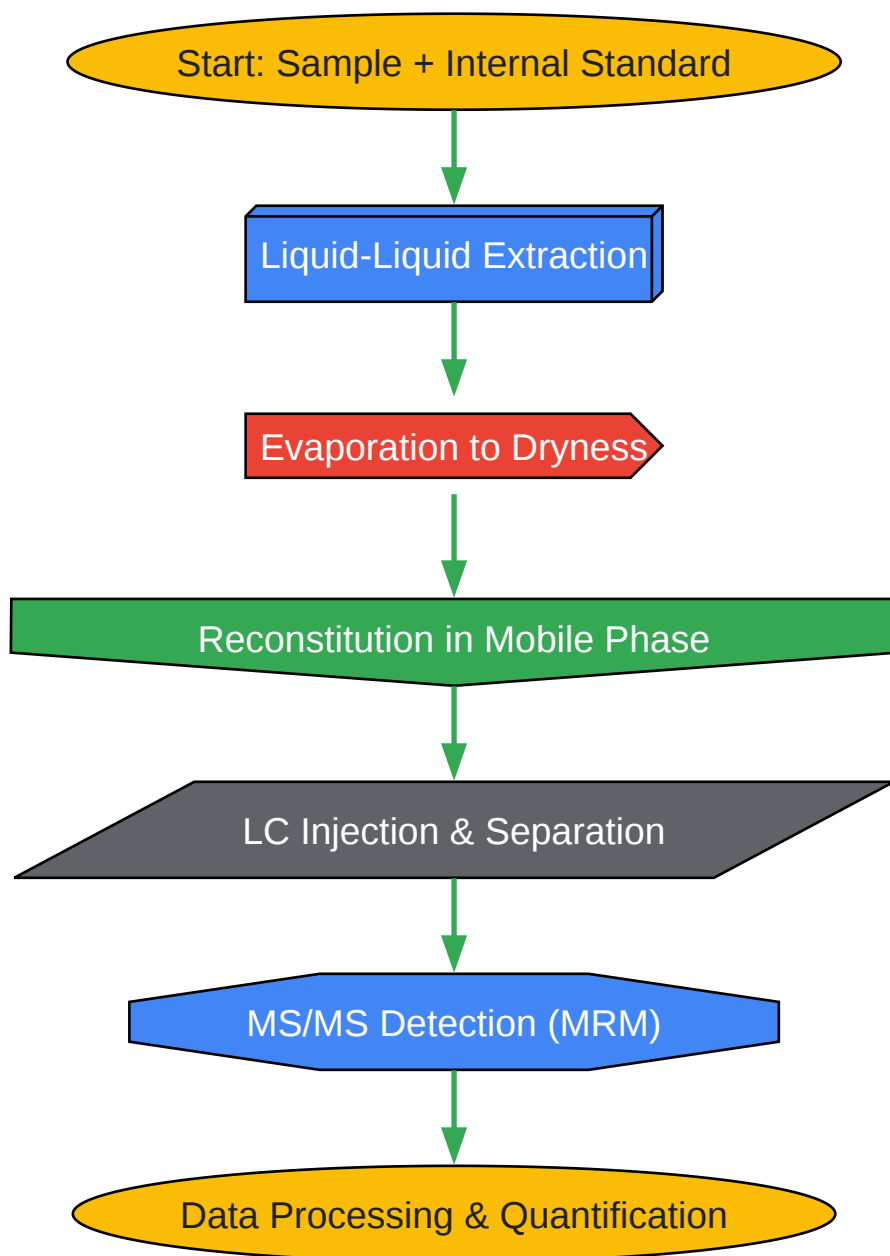 Start: Sample + Internal Standard
Liquid-Liquid Extraction
Evaporation to Dryness
Reconstitution in Mobile Phase
LC Injection & Separation
MS/MS Detection (MRM)
Data Processing & Quantification